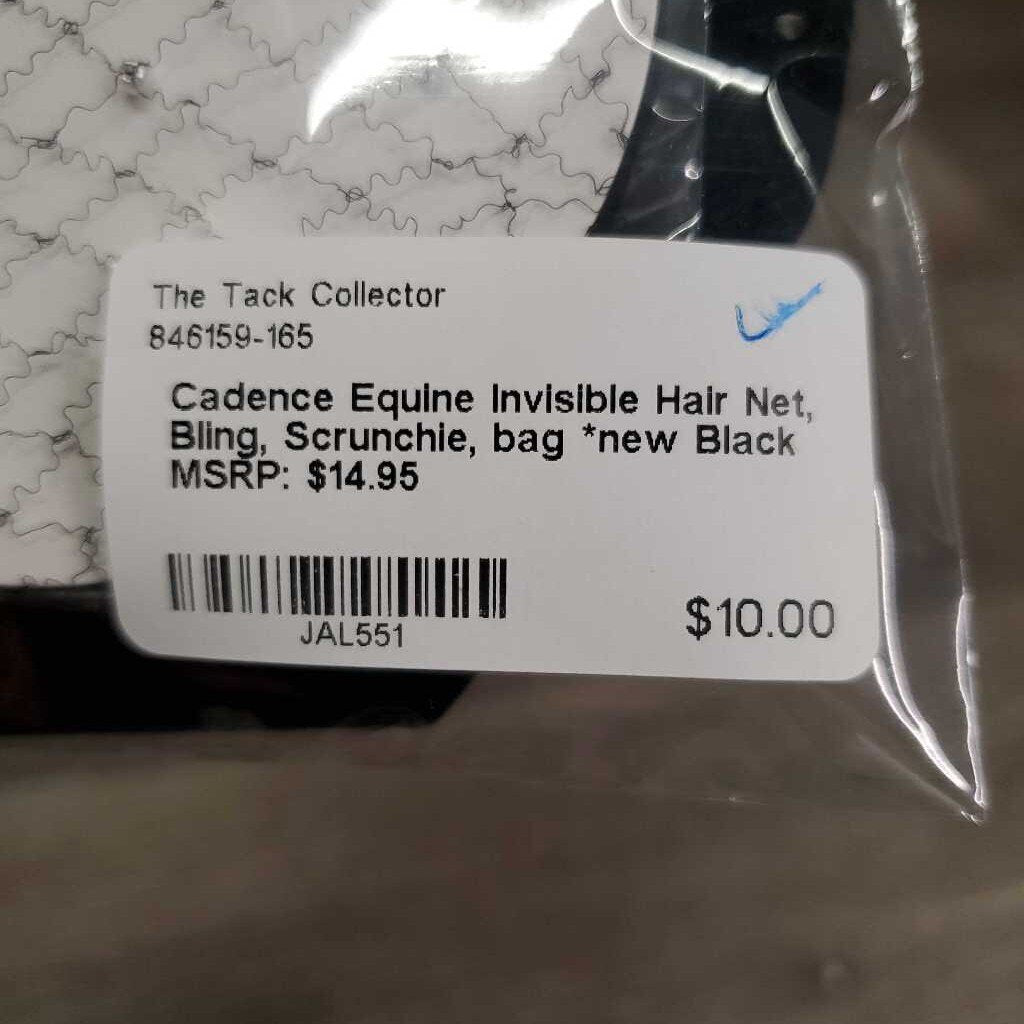 The Tack Collector
846159-165
Cadence Equine Invisible Hair Net,
Bling, Scrunchie, bag *new Black
MSRP: $14.95
JAL551
$10.00